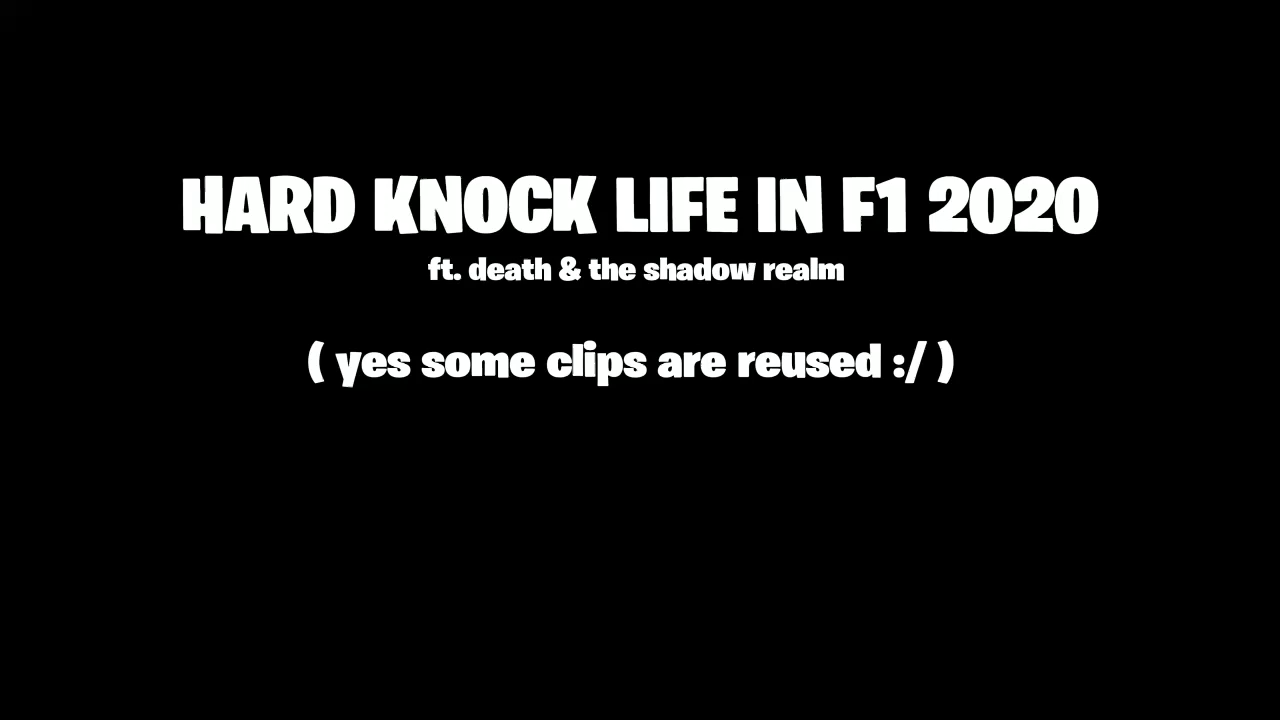 HARD KNOCK LIFE IN F1 2020
ft. death & the shadow realm
( yes some clips are reused :/ )